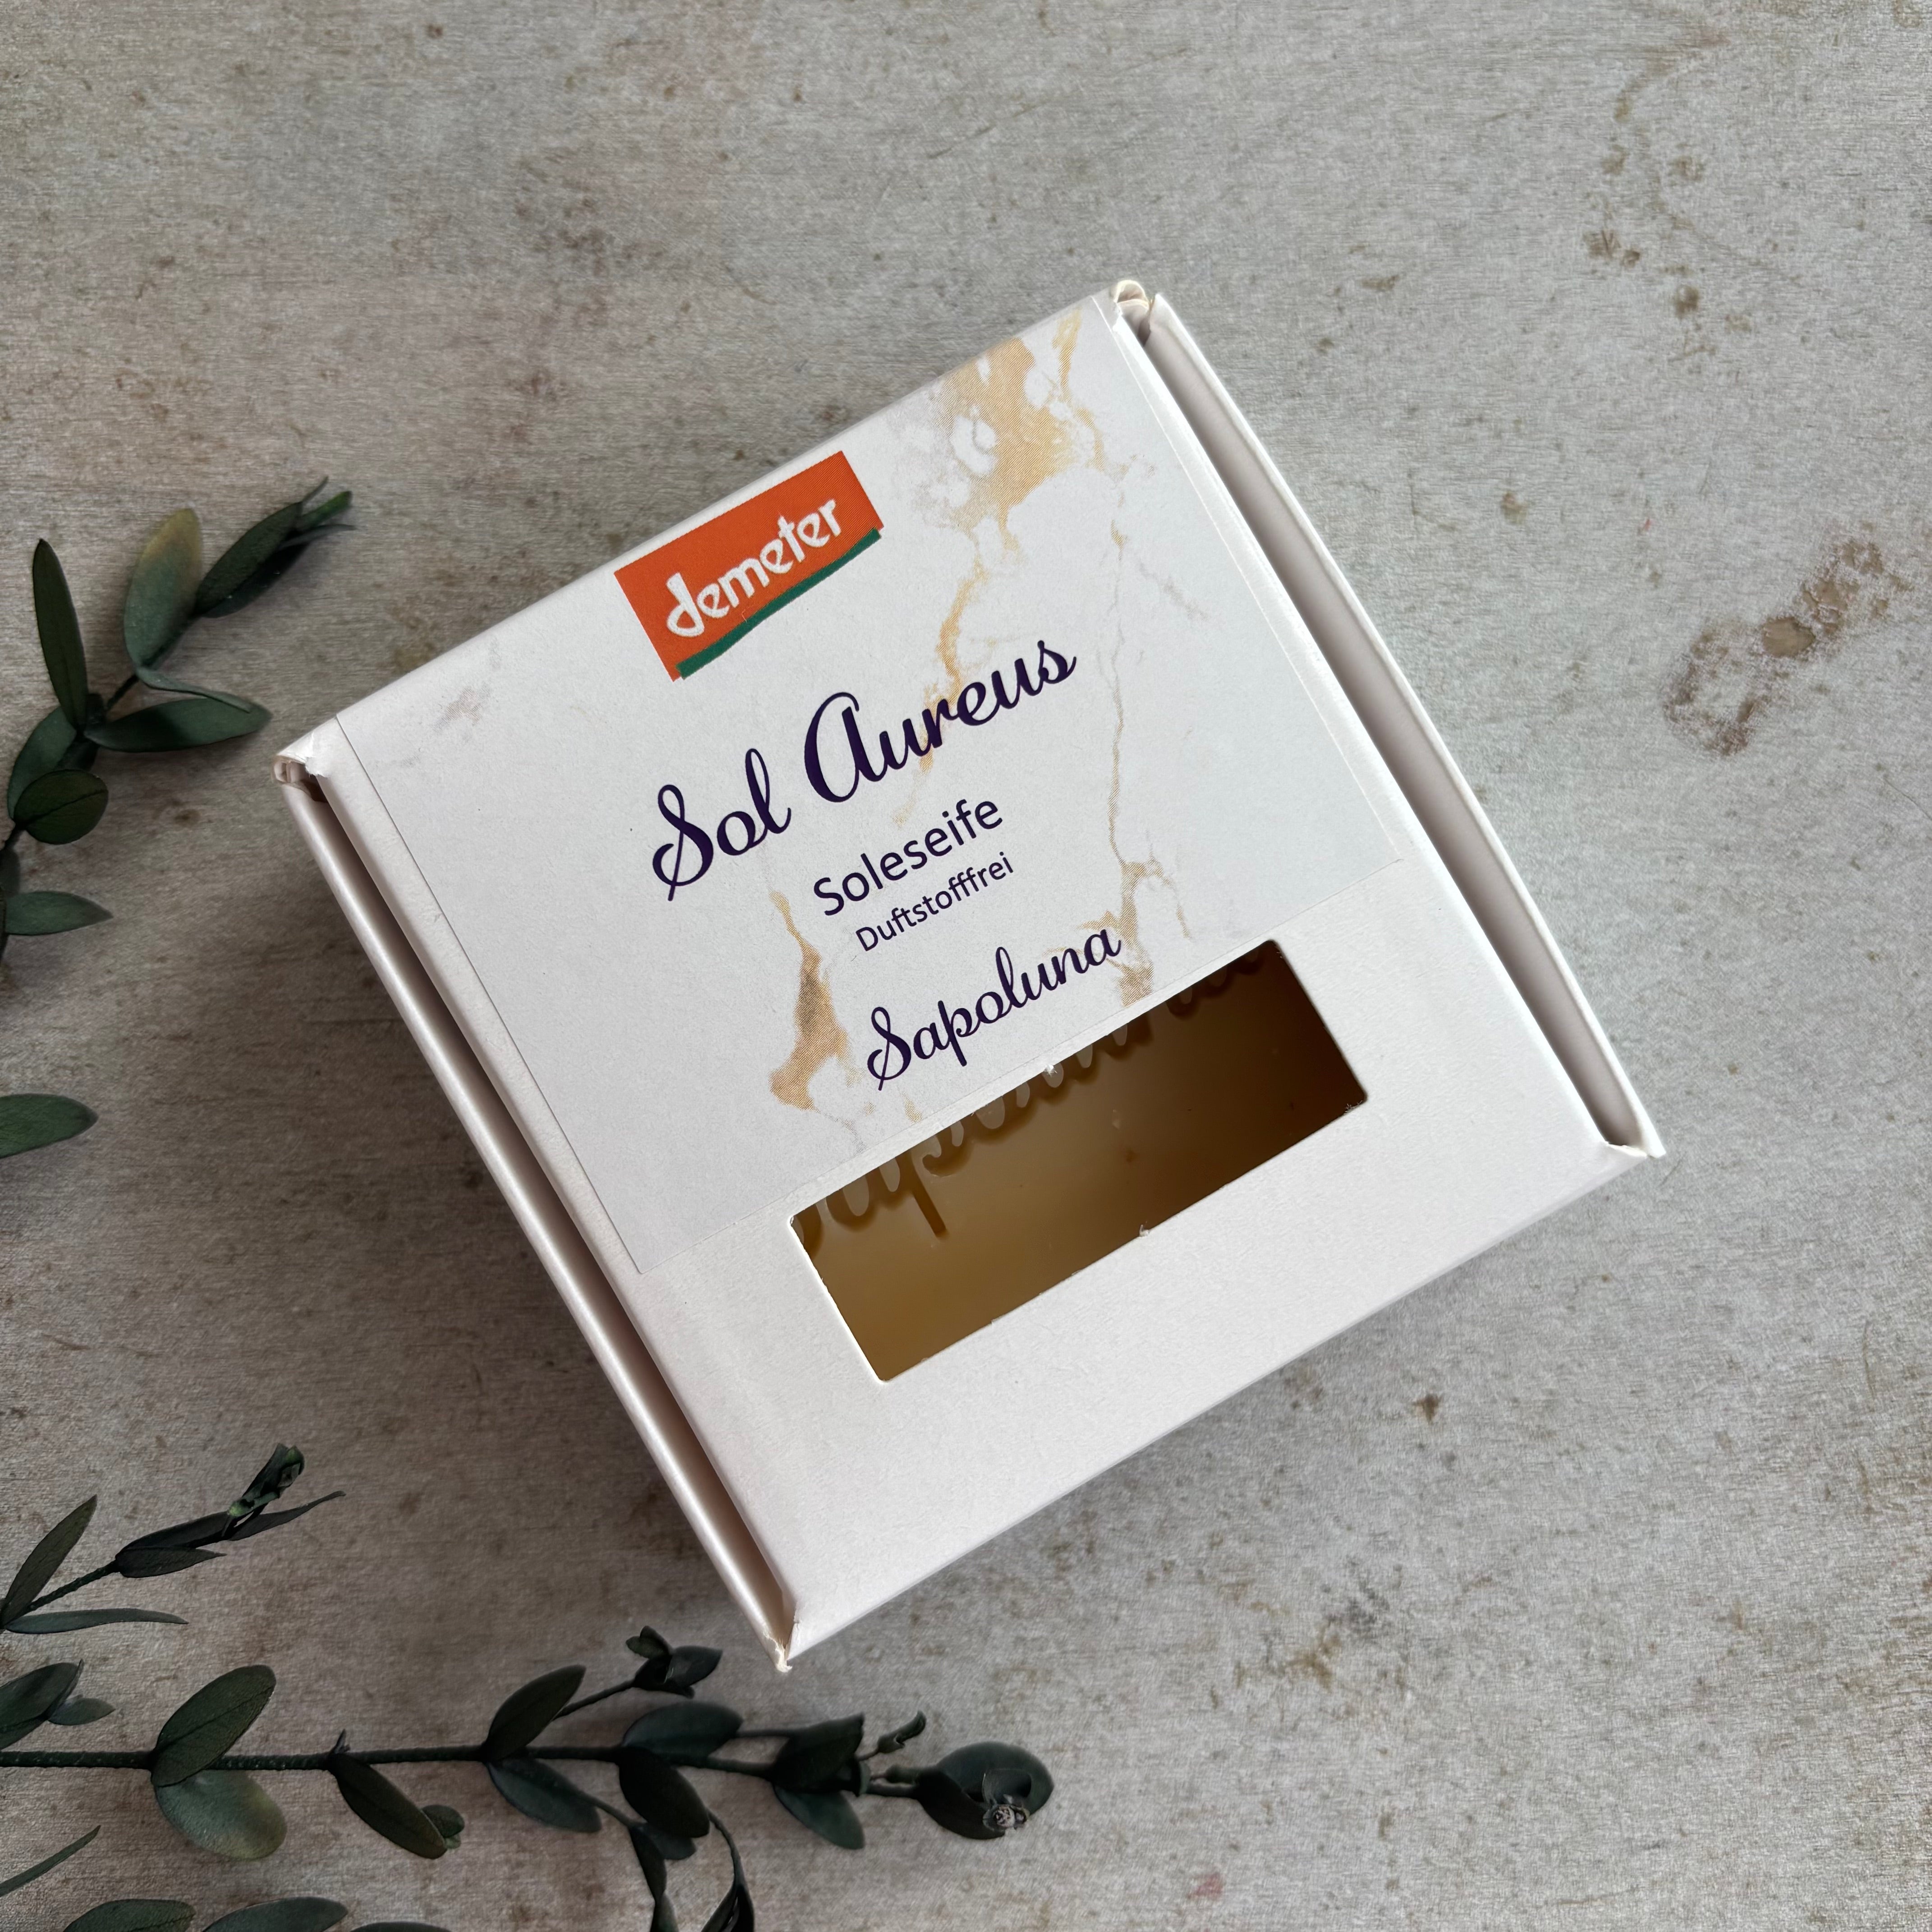 demeter
Sol Aureus
Soleseife
Duftstofffrei
Sapoluna